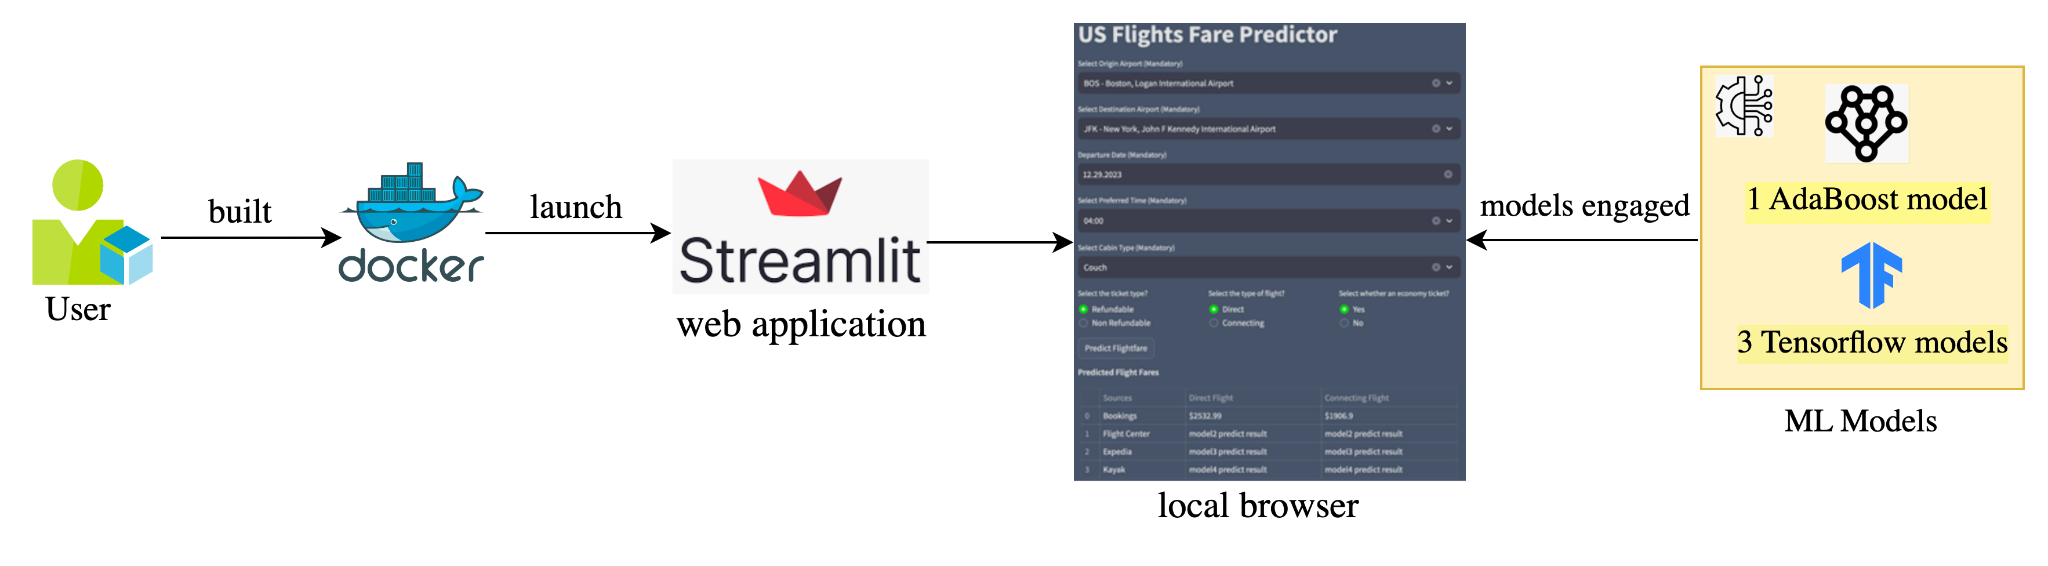 User
built
docker
launch
Streamlit
web application
US Flights Fare Predictor
Select Origin Airport (Mandatory)
BOS - Boston, Logan International Airport
Select Destination Airport (Mandatory)
JFK - New York, John F Kennedy International Airport
Departure Date (Mandatory)
12.29.2023
Select Preferred Time (Mandatory)
04:00
Select Cabin Type (Mandatory)
Couch
Select the ticket type? Select the type of flight? Select whether an economy ticket?
Refundable Direct Yes
Non Refundable Connecting No
Predict Flightfare
Predicted Flight Fares
Sources Direct Flight Connecting Flight
0 Bookings $2532.99 $1906.9
1 Flight Center model2 predict result model2 predict result
2 Expedia model3 predict result model3 predict result
3 Kayak model4 predict result model4 predict result
local browser
models engaged
1 AdaBoost model
3 Tensorflow models
ML Models